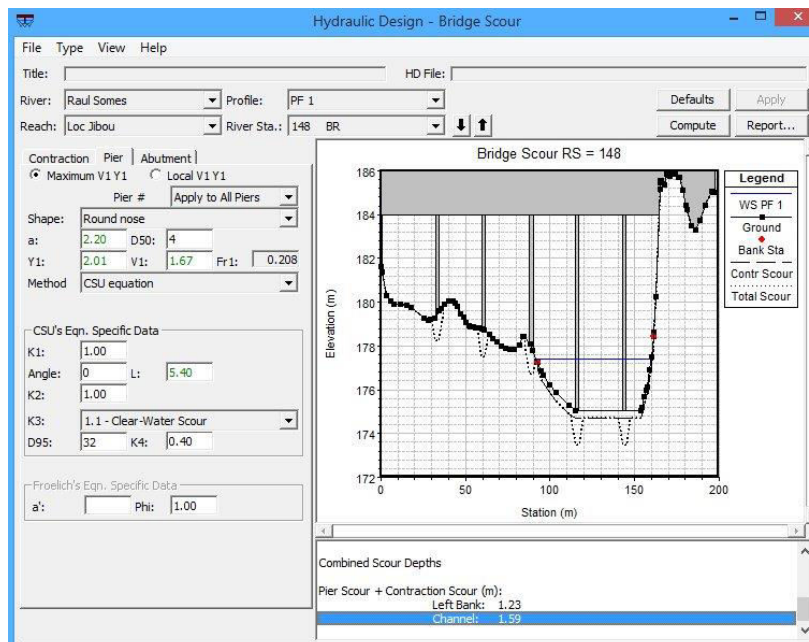 Hydraulic Design - Bridge Scour
File Type View Help
Title: HD File:
River: Raul Somes Profile: PF 1 Defaults Apply
Reach: Loc Jibou River Sta.: 148 BR Compute Report...
Contraction Pier Abutment
Maximum V1 Y1 Local V1 Y1
Pier # Apply to All Piers
Shape: Round nose
a: 2.20 D50: 4
Y1: 2.01 V1: 1.67 Fr1: 0.208
Method CSU equation
CSU's Eqn. Specific Data
K1: 1.00
Angle: 0 L: 5.40
K2: 1.00
K3: 1.1 - Clear-Water Scour
D95: 32 K4: 0.40
Froelich's Eqn. Specific Data
a': Phi: 1.00
Bridge Scour RS = 148
Elevation (m)
186
184
182
180
178
176
174
172
0 50 100 150 200
Station (m)
Legend
WS PF 1
Ground
Bank Sta
Contr Scour
Total Scour
Combined Scour Depths
Pier Scour + Contraction Scour (m):
Left Bank: 1.23
Channel: 1.59